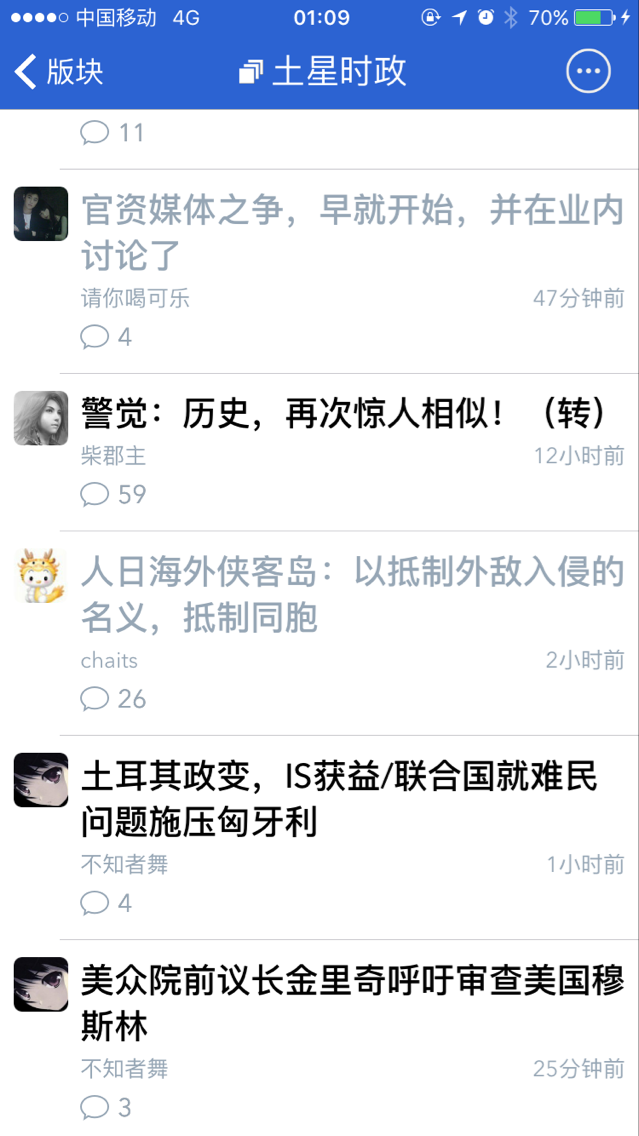 中国移动 4G 01:09 70%
版块 土星时政
11
官资媒体之争，早就开始，并在业内
讨论了
请你喝可乐 47分钟前
4
警觉：历史，再次惊人相似！（转）
柴郡主 12小时前
59
人日海外侠客岛：以抵制外敌入侵的
名义，抵制同胞
chaits 2小时前
26
土耳其政变，IS获益/联合国就难民
问题施压匈牙利
不知者舞 1小时前
4
美众院前议长金里奇呼吁审查美国穆
斯林
不知者舞 25分钟前
3